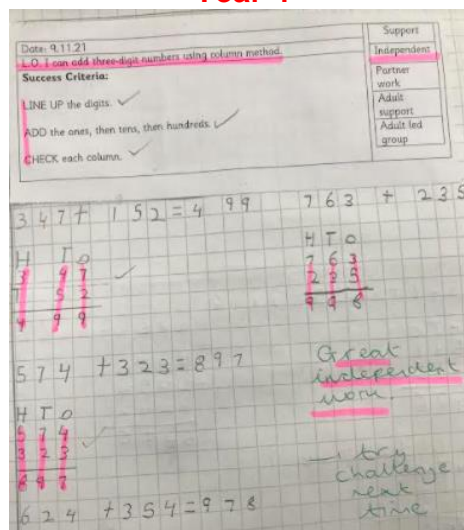 Date: 9.11.21
L.O. I can add three-digit numbers using column method.
Success Criteria:
LINE UP the digits. ✓
ADD the ones, then tens, then hundreds. ✓
CHECK each column. ✓
Support
Independent
Partner work
Adult support
Adult led group
347 + 152 = 499
H T O
3 4 7
1 5 2
4 9 9
763 + 235
H T O
7 6 3
2 3 5
9 9 8
574 + 323 = 897
H T O
5 7 4
3 2 3
8 9 7
Great
independent
work!
try
challenge
next
time
624 + 354 = 978